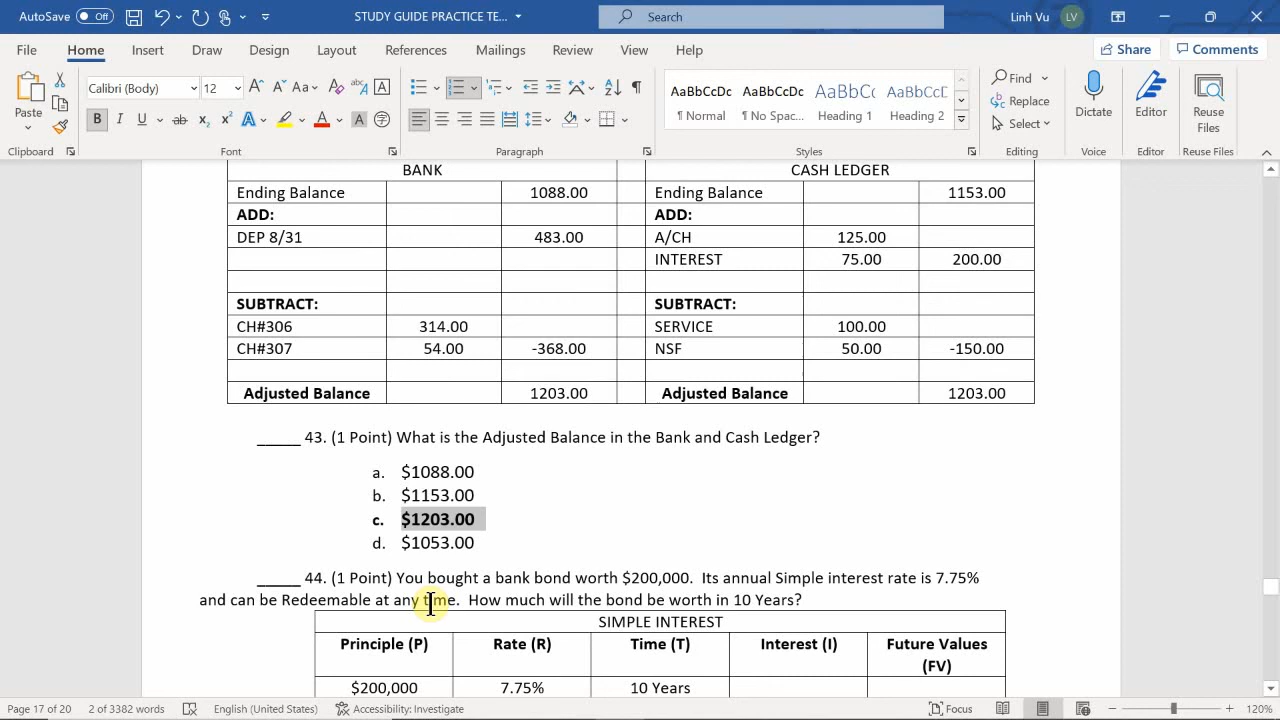 AutoSave Off STUDY GUIDE PRACTICE TE... Search Linh Vu LV
File Home Insert Draw Design Layout References Mailings Review View Help Share Comments
Calibri (Body) 12 AaBbCcDc AaBbCcDc AaBbCc AaBbCcD Find
Replace
Paste ¶ Normal ¶ No Spac... Heading 1 Heading 2 Select Dictate Editor Reuse Files
Clipboard Font Paragraph Styles Editing Voice Editor Reuse Files
BANK CASH LEDGER
Ending Balance 1088.00 Ending Balance 1153.00
ADD: ADD:
DEP 8/31 483.00 A/CH 125.00
INTEREST 75.00 200.00
SUBTRACT: SUBTRACT:
CH#306 314.00 SERVICE 100.00
CH#307 54.00 -368.00 NSF 50.00 -150.00
Adjusted Balance 1203.00 Adjusted Balance 1203.00
_____ 43. (1 Point) What is the Adjusted Balance in the Bank and Cash Ledger?
a. $1088.00
b. $1153.00
c. $1203.00
d. $1053.00
_____ 44. (1 Point) You bought a bank bond worth $200,000. Its annual Simple interest rate is 7.75%
and can be Redeemable at any time. How much will the bond be worth in 10 Years?
SIMPLE INTEREST
Principle (P) Rate (R) Time (T) Interest (I) Future Values
(FV)
$200,000 7.75% 10 Years
Page 17 of 20 2 of 3382 words English (United States) Accessibility: Investigate Focus 120%